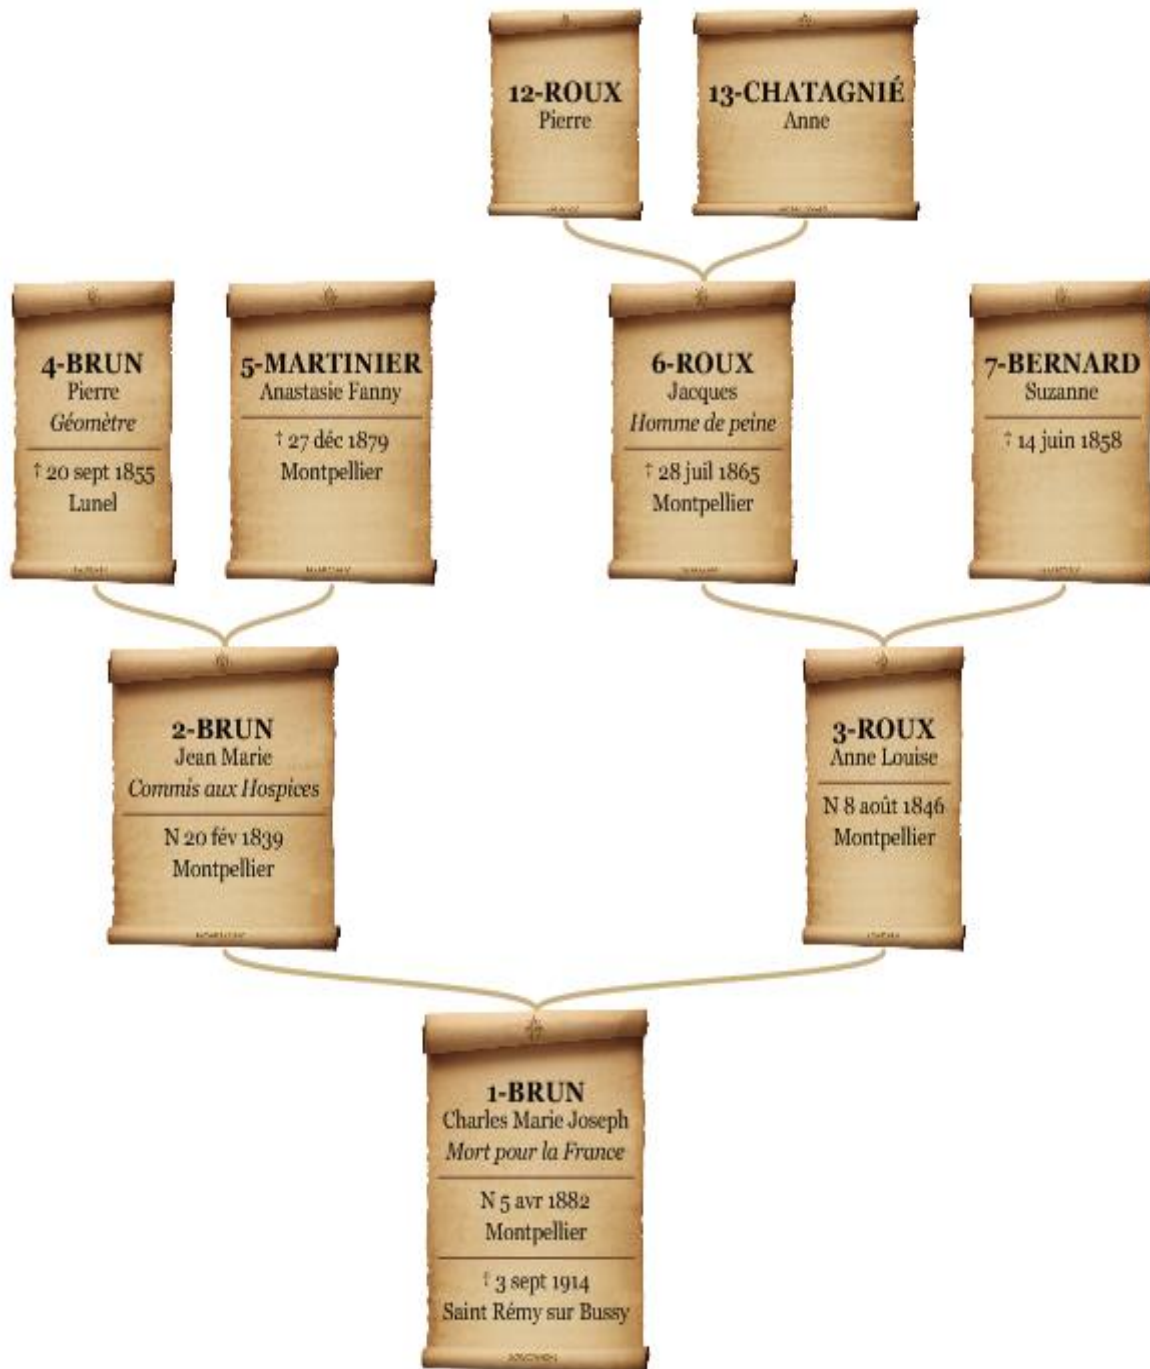 12-ROUX
Pierre
13-CHATAGNIÉ
Anne
4-BRUN
Pierre
Géomètre
† 20 sept 1855
Lunel
5-MARTINIER
Anastasie Fanny
† 27 déc 1879
Montpellier
6-ROUX
Jacques
Homme de peine
† 28 juil 1865
Montpellier
7-BERNARD
Suzanne
† 14 juin 1858
2-BRUN
Jean Marie
Commis aux Hospices
N 20 fév 1839
Montpellier
3-ROUX
Anne Louise
N 8 août 1846
Montpellier
1-BRUN
Charles Marie Joseph
Mort pour la France
N 5 avr 1882
Montpellier
† 3 sept 1914
Saint Rémy sur Bussy